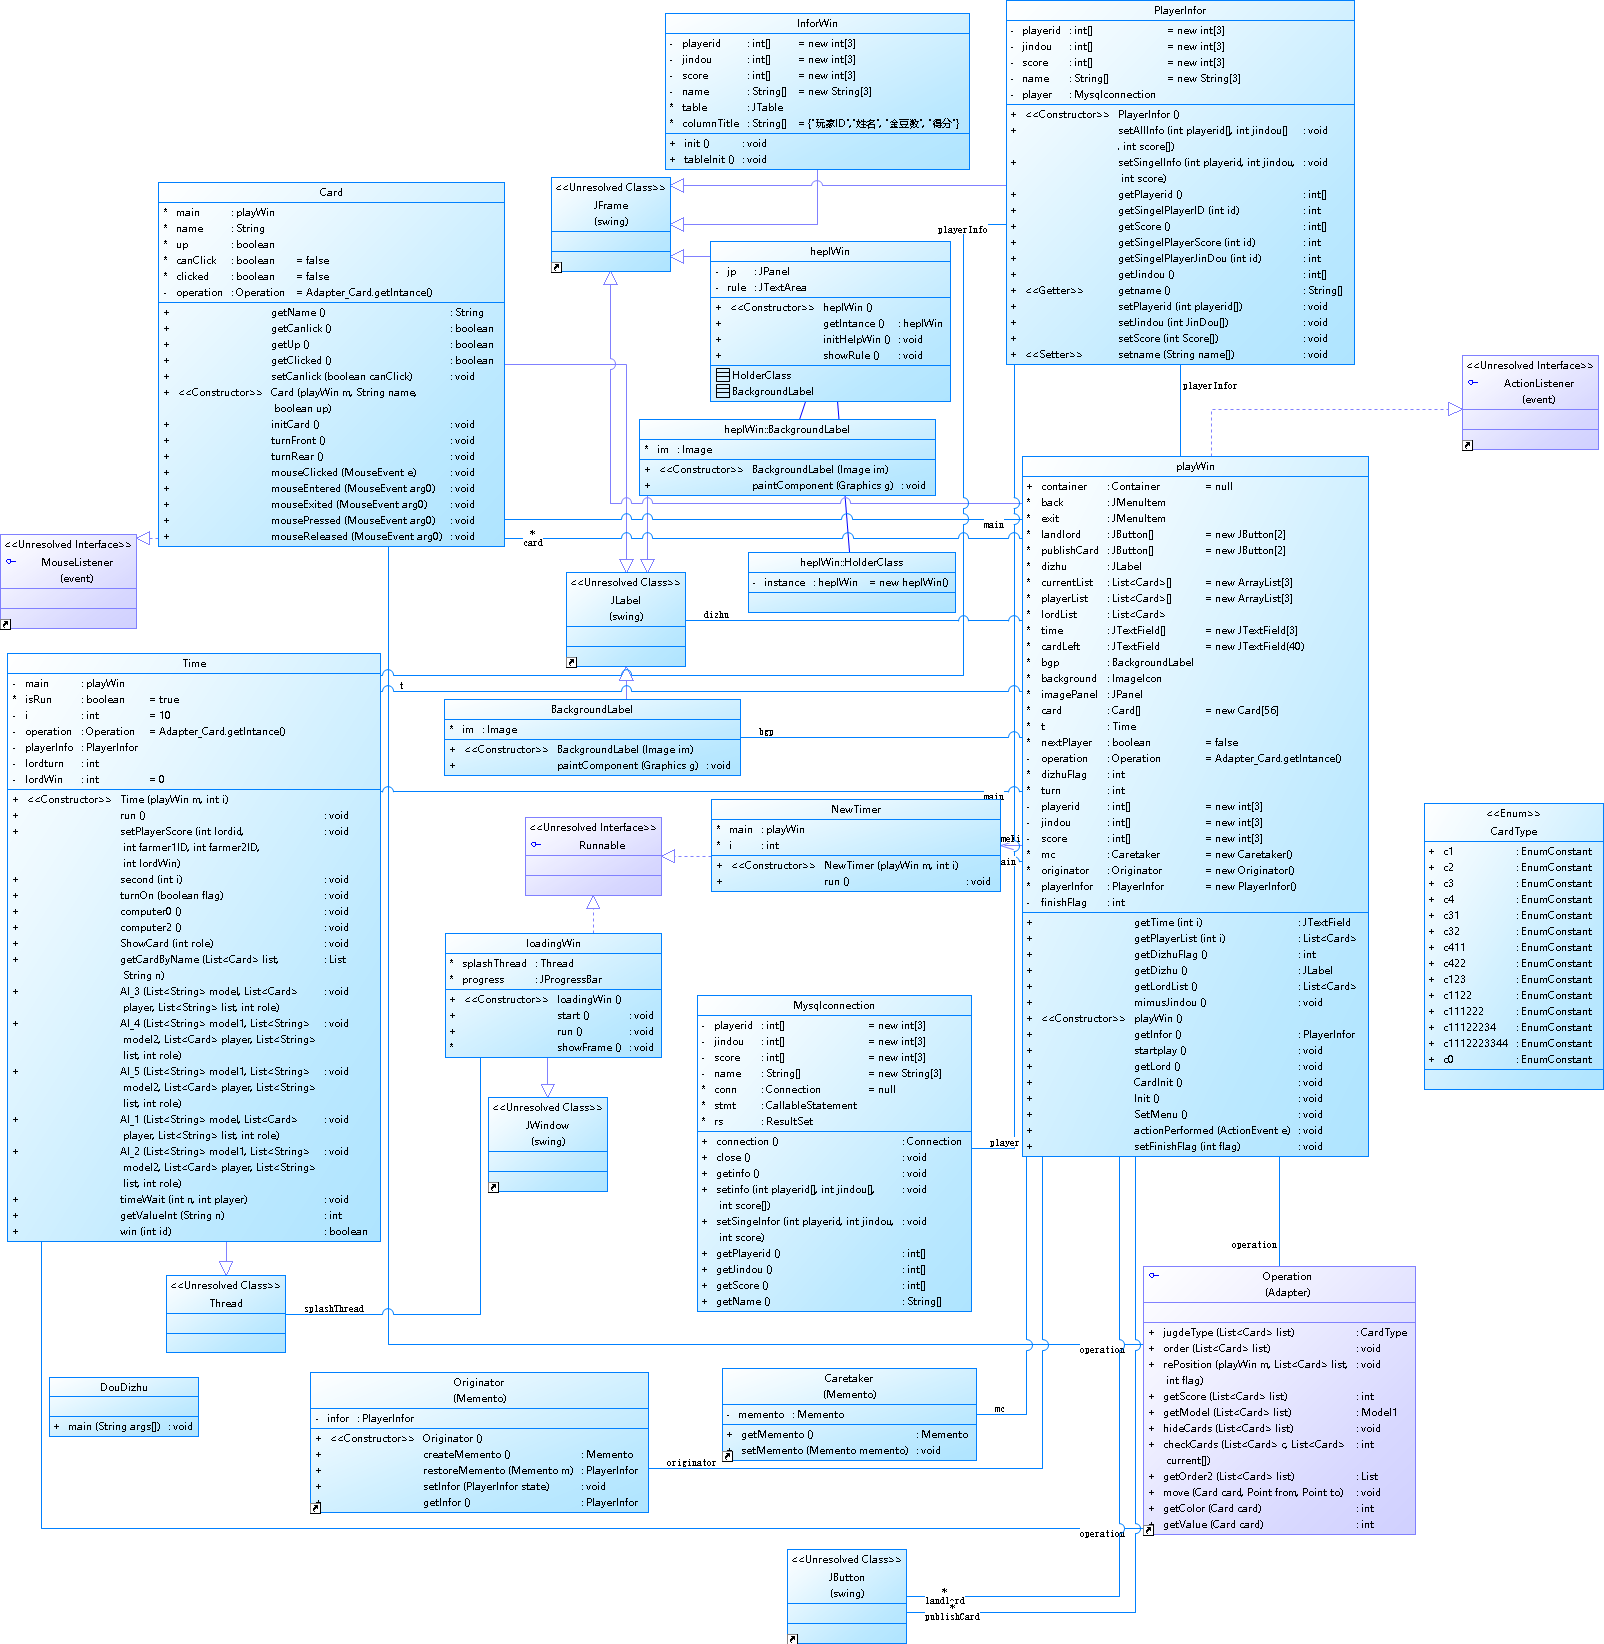 InforWin
- playerid : int[] = new int[3]
- jindou : int[] = new int[3]
- score : int[] = new int[3]
- name : String[] = new String[3]
* table : JTable
* columnTitle : String[] = {"玩家ID","姓名", "金豆数", "得分"}
+ init () : void
+ tableInit () : void
PlayerInfor
- playerid : int[] = new int[3]
- jindou : int[] = new int[3]
- score : int[] = new int[3]
- name : String[] = new String[3]
- player : Mysqlconnection
+ <<Constructor>> PlayerInfor ()
+ setAllInfo (int playerid[], int jindou[] : void
, int score[])
+ setSingelInfo (int playerid, int jindou, : void
int score)
+ getPlayerid () : int[]
+ getSingelPlayerID (int id) : int
+ getScore () : int[]
+ getSingelPlayerScore (int id) : int
+ getSingelPlayerJinDou (int id) : int
+ getJindou () : int[]
+ <<Getter>> getname () : String[]
+ setPlayerid (int playerid[]) : void
+ setJindou (int JinDou[]) : void
+ setScore (int Score[]) : void
+ <<Setter>> setname (String name[]) : void
<<Unresolved Class>>
JFrame
(swing)
Card
* main : playWin
* name : String
* up : boolean
* canClick : boolean = false
* clicked : boolean = false
- operation : Operation = Adapter_Card.getIntance()
+ getName () : String
+ getCanlick () : boolean
+ getUp () : boolean
+ getClicked () : boolean
+ setCanlick (boolean canClick) : void
+ <<Constructor>> Card (playWin m, String name,
boolean up)
+ initCard () : void
+ turnFront () : void
+ turnRear () : void
+ mouseClicked (MouseEvent e) : void
+ mouseEntered (MouseEvent arg0) : void
+ mouseExited (MouseEvent arg0) : void
+ mousePressed (MouseEvent arg0) : void
+ mouseReleased (MouseEvent arg0) : void
playerInfo
heplWin
- jp : JPanel
- rule : JTextArea
+ <<Constructor>> heplWin ()
+ getIntance () : heplWin
+ initHelpWin () : void
+ showRule () : void
HolderClass
BackgroundLabel
playerInfor
<<Unresolved Interface>>
ActionListener
(event)
heplWin::BackgroundLabel
* im : Image
+ <<Constructor>> BackgroundLabel (Image im)
+ paintComponent (Graphics g) : void
main
*
card
<<Unresolved Interface>>
MouseListener
(event)
heplWin::HolderClass
- instance : heplWin = new heplWin()
<<Unresolved Class>>
JLabel
(swing)
dizhu
playWin
+ container : Container = null
* back : JMenuItem
* exit : JMenuItem
* landlord : JButton[] = new JButton[2]
* publishCard : JButton[] = new JButton[2]
* dizhu : JLabel
* currentList : List<Card>[] = new ArrayList[3]
* playerList : List<Card>[] = new ArrayList[3]
* lordList : List<Card>
* time : JTextField[] = new JTextField[3]
* cardLeft : JTextField = new JTextField(40)
* bgp : BackgroundLabel
* background : ImageIcon
* imagePanel : JPanel
* card : Card[] = new Card[56]
* t : Time
* nextPlayer : boolean = false
- operation : Operation = Adapter_Card.getIntance()
* dizhuFlag : int
* turn : int
- playerid : int[] = new int[3]
- jindou : int[] = new int[3]
- score : int[] = new int[3]
* mc : Caretaker = new Caretaker()
* originator : Originator = new Originator()
* playerInfor : PlayerInfor = new PlayerInfor()
- finishFlag : int
+ getTime (int i) : JTextField
+ getPlayerList (int i) : List<Card>
+ getDizhuFlag () : int
+ getDizhu () : JLabel
+ getLordList () : List<Card>
+ mimusJindou () : void
+ <<Constructor>> playWin ()
+ getInfor () : PlayerInfor
+ startplay () : void
+ getLord () : void
+ CardInit () : void
+ Init () : void
+ SetMenu () : void
+ actionPerformed (ActionEvent e) : void
+ setFinishFlag (int flag) : void
Time
- main : playWin
* isRun : boolean = true
- i : int = 10
- operation : Operation = Adapter_Card.getIntance()
- playerInfo : PlayerInfor
- lordturn : int
- lordWin : int = 0
+ <<Constructor>> Time (playWin m, int i)
+ run () : void
+ setPlayerScore (int lordid, : void
int farmer1ID, int farmer2ID,
int lordWin)
+ second (int i) : void
+ turnOn (boolean flag) : void
+ computer0 () : void
+ computer2 () : void
+ ShowCard (int role) : void
+ getCardByName (List<Card> list, : List
String n)
+ AI_3 (List<String> model, List<Card> : void
player, List<String> list, int role)
+ AI_4 (List<String> model1, List<String> : void
model2, List<Card> player, List<String>
list, int role)
+ AI_5 (List<String> model1, List<String> : void
model2, List<Card> player, List<String>
list, int role)
+ AI_1 (List<String> model, List<Card> : void
player, List<String> list, int role)
+ AI_2 (List<String> model1, List<String> : void
model2, List<Card> player, List<String>
list, int role)
+ timeWait (int n, int player) : void
+ getValueInt (String n) : int
+ win (int id) : boolean
t
BackgroundLabel
* im : Image
+ <<Constructor>> BackgroundLabel (Image im)
+ paintComponent (Graphics g) : void
bgp
main
NewTimer
* main : playWin
* i : int
+ <<Constructor>> NewTimer (playWin m, int i)
+ run () : void
<<Unresolved Interface>>
Runnable
<<Enum>>
CardType
+ c1 : EnumConstant
+ c2 : EnumConstant
+ c3 : EnumConstant
+ c4 : EnumConstant
+ c31 : EnumConstant
+ c32 : EnumConstant
+ c411 : EnumConstant
+ c422 : EnumConstant
+ c123 : EnumConstant
+ c1122 : EnumConstant
+ c111222 : EnumConstant
+ c11122234 : EnumConstant
+ c1112223344 : EnumConstant
+ c0 : EnumConstant
loadingWin
* splashThread : Thread
* progress : JProgressBar
+ <<Constructor>> loadingWin ()
+ start () : void
+ run () : void
* showFrame () : void
Mysqlconnection
- playerid : int[] = new int[3]
- jindou : int[] = new int[3]
- score : int[] = new int[3]
- name : String[] = new String[3]
* conn : Connection = null
* stmt : CallableStatement
* rs : ResultSet
+ connection () : Connection
+ close () : void
+ getinfo () : void
+ setinfo (int playerid[], int jindou[], : void
int score[])
+ setSingeInfor (int playerid, int jindou, : void
int score)
+ getPlayerid () : int[]
+ getJindou () : int[]
+ getScore () : int[]
+ getName () : String[]
player
<<Unresolved Class>>
JWindow
(swing)
<<Unresolved Class>>
Thread
splashThread
operation
Operation
(Adapter)
+ jugdeType (List<Card> list) : CardType
+ order (List<Card> list) : void
+ rePosition (playWin m, List<Card> list, : void
int flag)
+ getScore (List<Card> list) : int
+ getModel (List<Card> list) : Model1
+ hideCards (List<Card> list) : void
+ checkCards (List<Card> c, List<Card> : int
current[])
+ getOrder2 (List<Card> list) : List
+ move (Card card, Point from, Point to) : void
+ getColor (Card card) : int
+ getValue (Card card) : int
operation
DouDizhu
+ main (String args[]) : void
Originator
(Memento)
- infor : PlayerInfor
+ <<Constructor>> Originator ()
+ createMemento () : Memento
+ restoreMemento (Memento m) : PlayerInfor
+ setInfor (PlayerInfor state) : void
+ getInfor () : PlayerInfor
Caretaker
(Memento)
- memento : Memento
+ getMemento () : Memento
+ setMemento (Memento memento) : void
mc
originator
operation
<<Unresolved Class>>
JButton
(swing)
*
landlord
*
publishCard